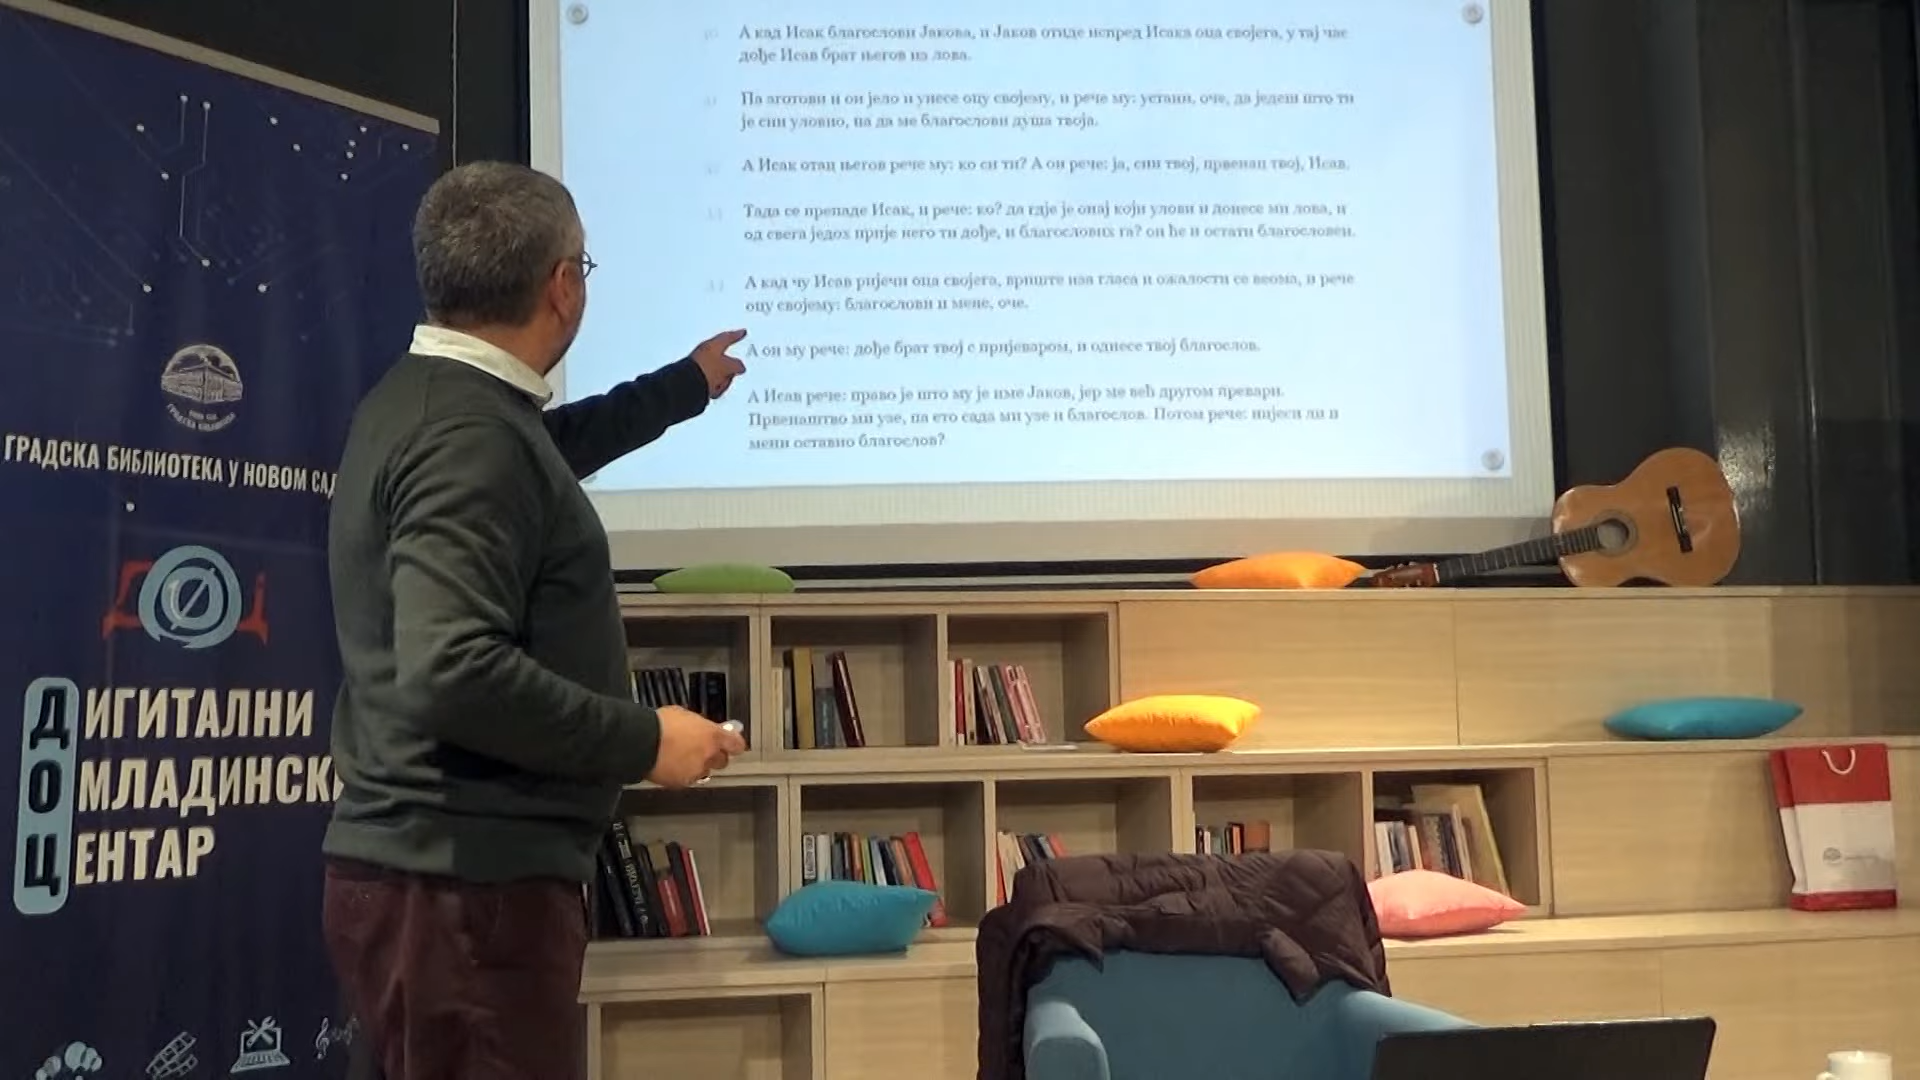 А кад Исак благослови Јакова, и Јаков отиде испред Исака оца својега, у тај час
дође Исав брат његов из лова.
Па зготови и он јело и унесе оцу својему, и рече му: устани, оче, да једеш што ти
је син уловио, па да ме благослови душа твоја.
А Исак отац његов рече му: ко си ти? А он рече: ја, син твој, првенац твој, Исав.
Тада се препаде Исак, и рече: ко? да гдје је онај који улови и донесе ми лова, и
од свега једох прије него ти дође, и благослових га? он ће и остати благословен.
А кад чу Исав ријечи оца својега, вриште иза гласа и ожалости се веома, и рече
оцу својему: благослови и мене, оче.
А он му рече: дође брат твој с пријеваром, и однесе твој благослов.
А Исав рече: право је што му је име Јаков, јер ме већ другом превари.
Првенаштво ми узе, па ето сада ми узе и благослов. Потом рече: нијеси ли и
мени оставио благослов?
ГРАДСКА БИБЛИОТЕКА У НОВОМ САД
ДИГИТАЛНИ
ОМЛАДИНСКИ
ЦЕНТАР